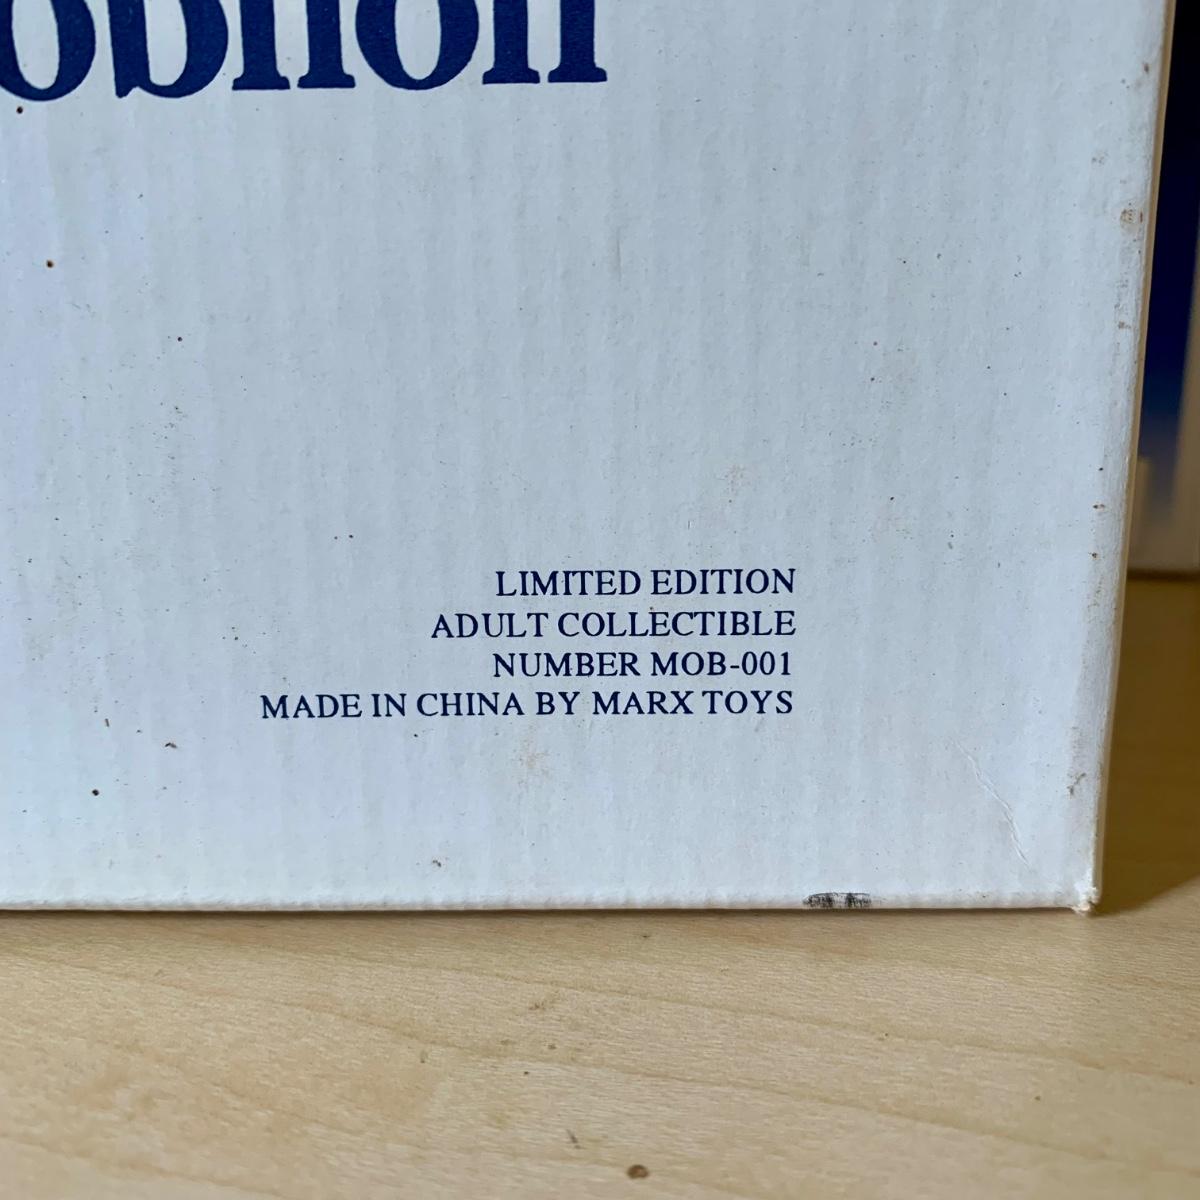 LIMITED EDITION
ADULT COLLECTIBLE
NUMBER MOB-001
MADE IN CHINA BY MARX TOYS